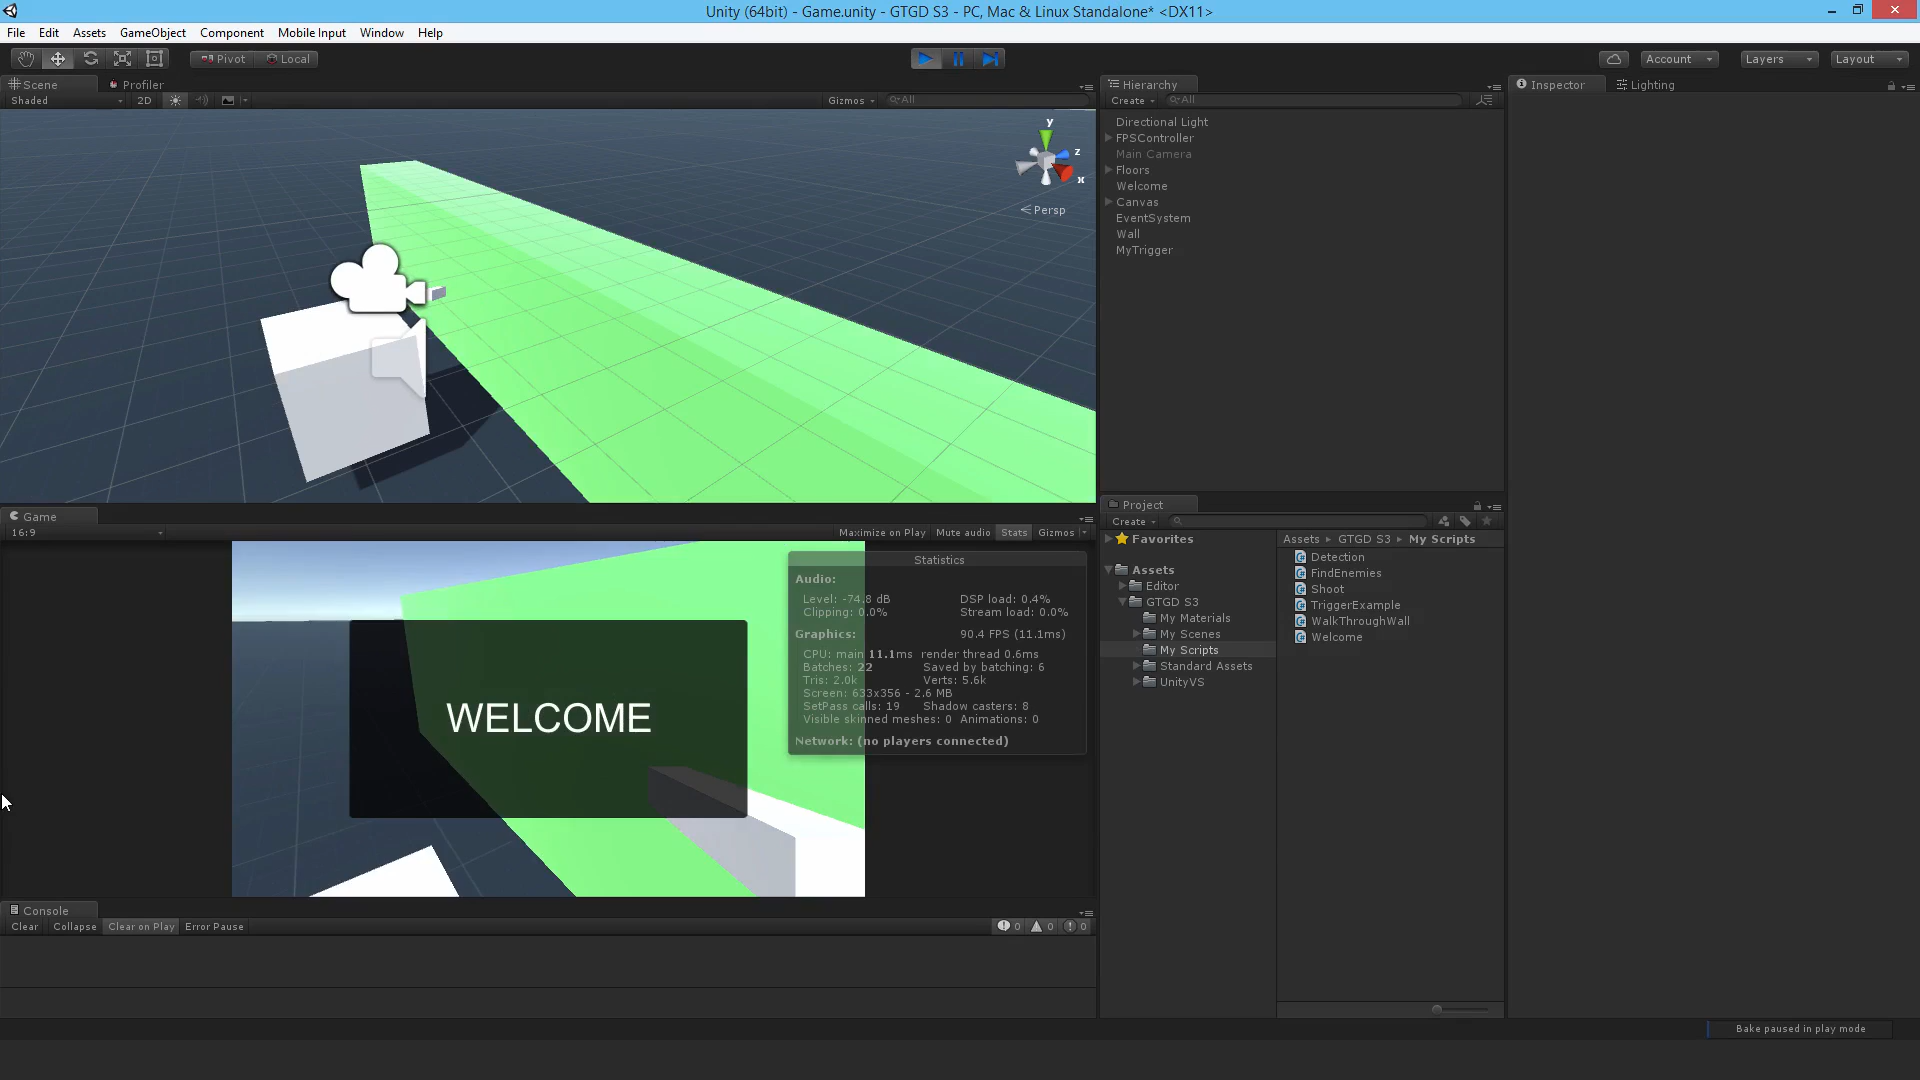 Unity (64bit) - Game.unity - GTGD S3 - PC, Mac & Linux Standalone* <DX11>
File Edit Assets GameObject Component Mobile Input Window Help
Pivot Local Account Layers Layout
Scene Profiler
Shaded 2D Gizmos All
y
z
x
Persp
Hierarchy
Create All
Directional Light
FPSController
Main Camera
Floors
Welcome
Canvas
EventSystem
Wall
MyTrigger
Inspector Lighting
Game
16:9 Maximize on Play Mute audio Stats Gizmos
WELCOME
Statistics
Audio:
Level: -74.8 dB DSP load: 0.4%
Clipping: 0.0% Stream load: 0.0%
Graphics: 90.4 FPS (11.1ms)
CPU: main 11.1ms render thread 0.6ms
Batches: 22 Saved by batching: 6
Tris: 2.0k Verts: 5.6k
Screen: 633x356 - 2.6 MB
SetPass calls: 19 Shadow casters: 8
Visible skinned meshes: 0 Animations: 0
Network: (no players connected)
Project
Create
Favorites
Assets
Editor
GTGD S3
My Materials
My Scenes
My Scripts
Standard Assets
UnityVS
Assets GTGD S3 My Scripts
Detection
FindEnemies
Shoot
TriggerExample
WalkThroughWall
Welcome
Console
Clear Collapse Clear on Play Error Pause 0 0 0
Bake paused in play mode